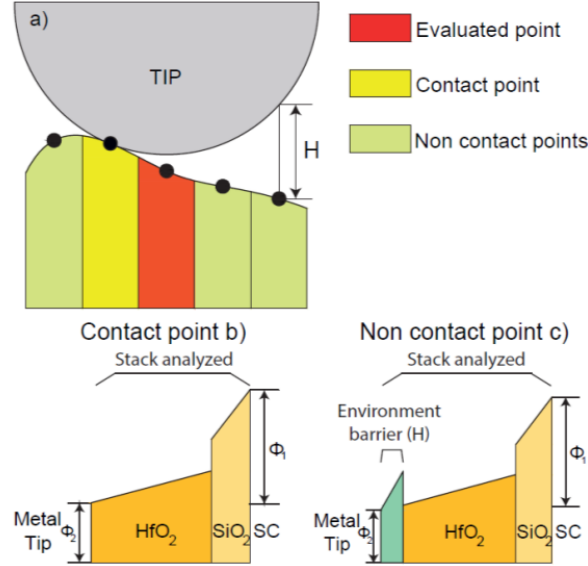 a)
TIP
H
Evaluated point
Contact point
Non contact points
Contact point b)
Stack analyzed
Φ₁
Metal
Tip
Φ₂
HfO₂
SiO₂
SC
Non contact point c)
Stack analyzed
Environment
barrier (H)
Φ₁
Metal
Tip
Φ₂
HfO₂
SiO₂
SC